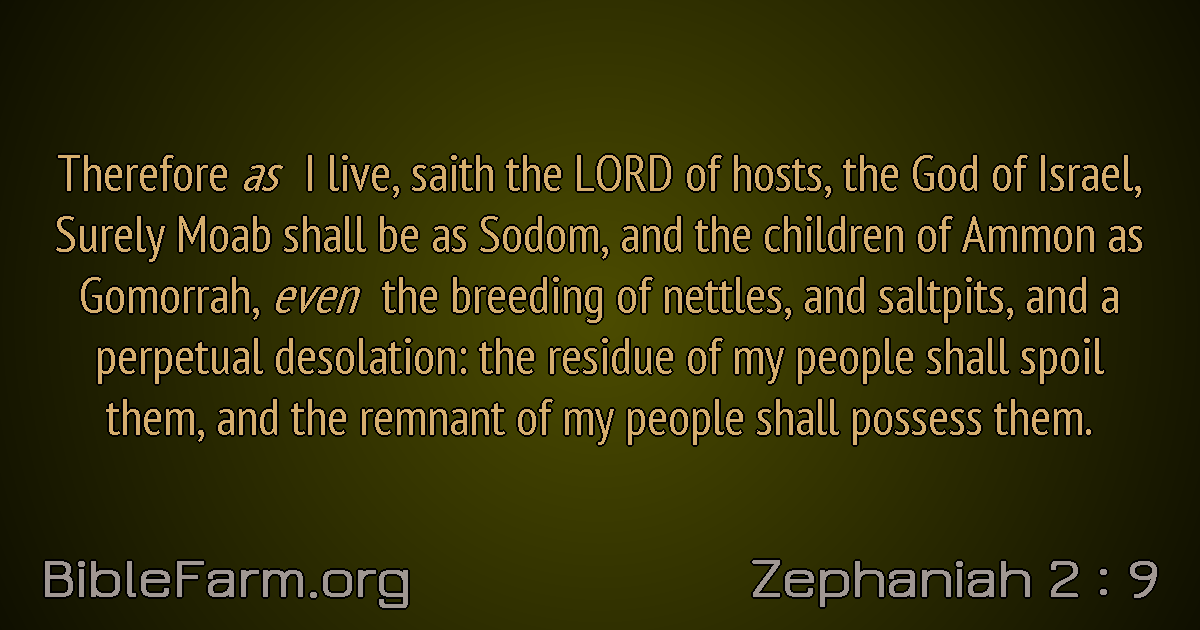 Therefore as I live, saith the LORD of hosts, the God of Israel,
Surely Moab shall be as Sodom, and the children of Ammon as
Gomorrah, even the breeding of nettles, and saltpits, and a
perpetual desolation: the residue of my people shall spoil
them, and the remnant of my people shall possess them.
BibleFarm.org
Zephaniah 2 : 9